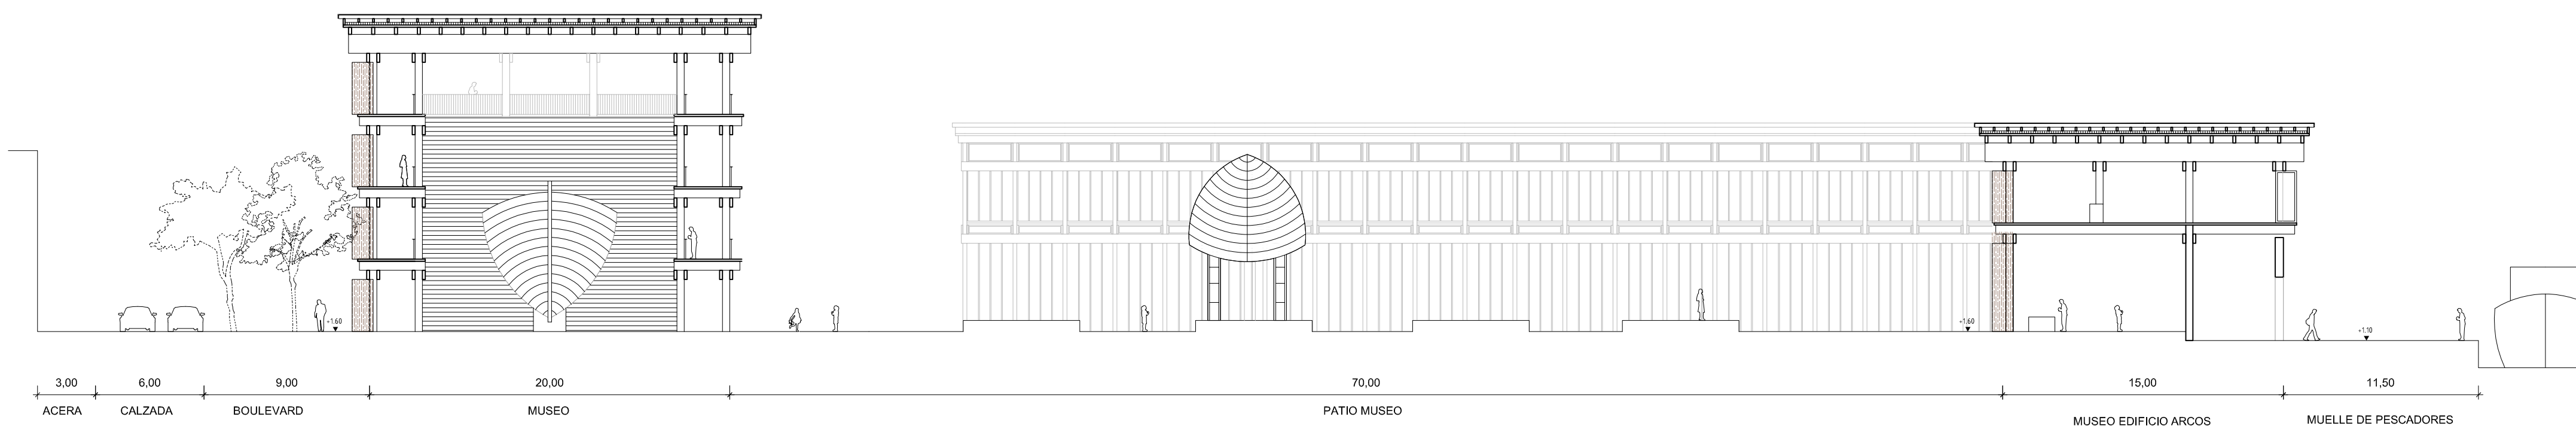 +1.60
+1.60
+1.10
3,00 6,00 9,00 20,00 70,00 15,00 11,50
ACERA CALZADA BOULEVARD MUSEO PATIO MUSEO MUSEO EDIFICIO ARCOS MUELLE DE PESCADORES